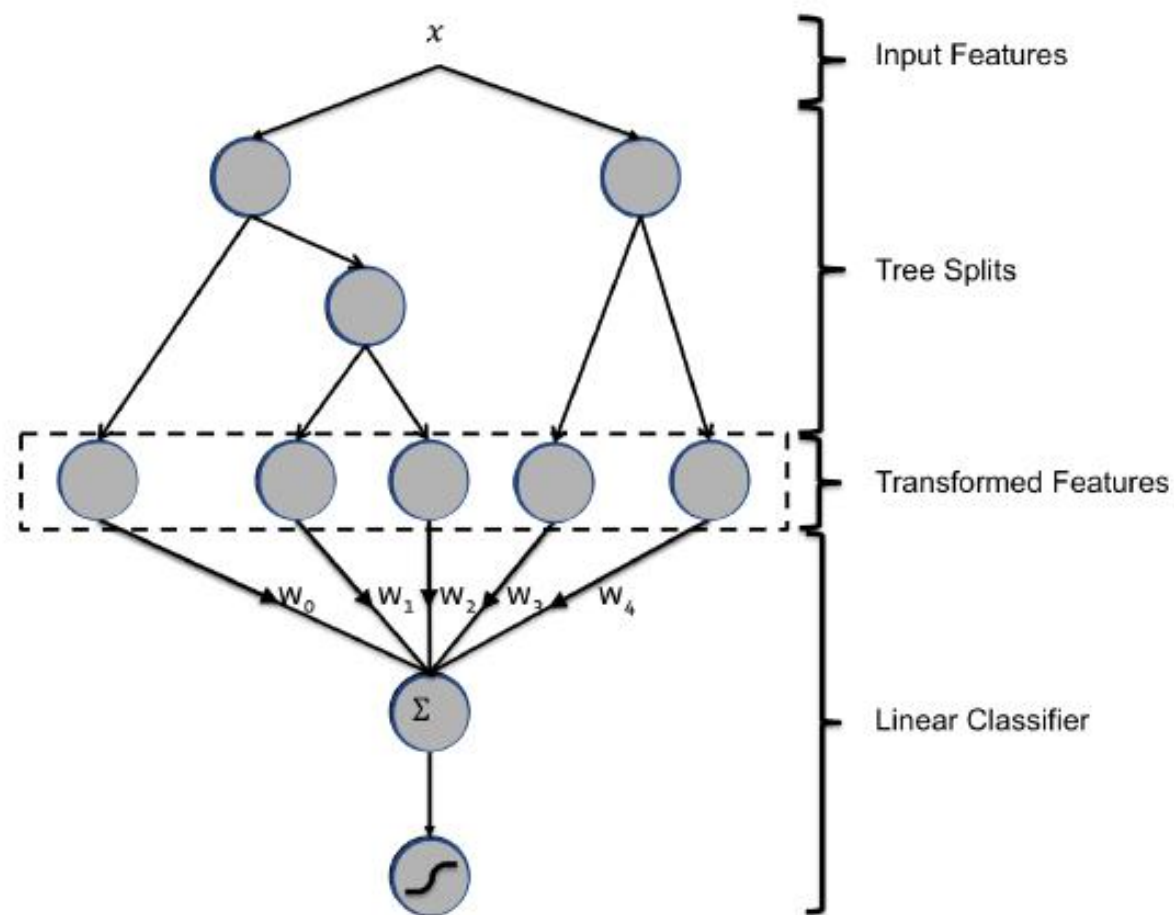 x
Input Features
Tree Splits
Transformed Features
W₀ W₁ W₂ W₃ W₄
Σ
Linear Classifier